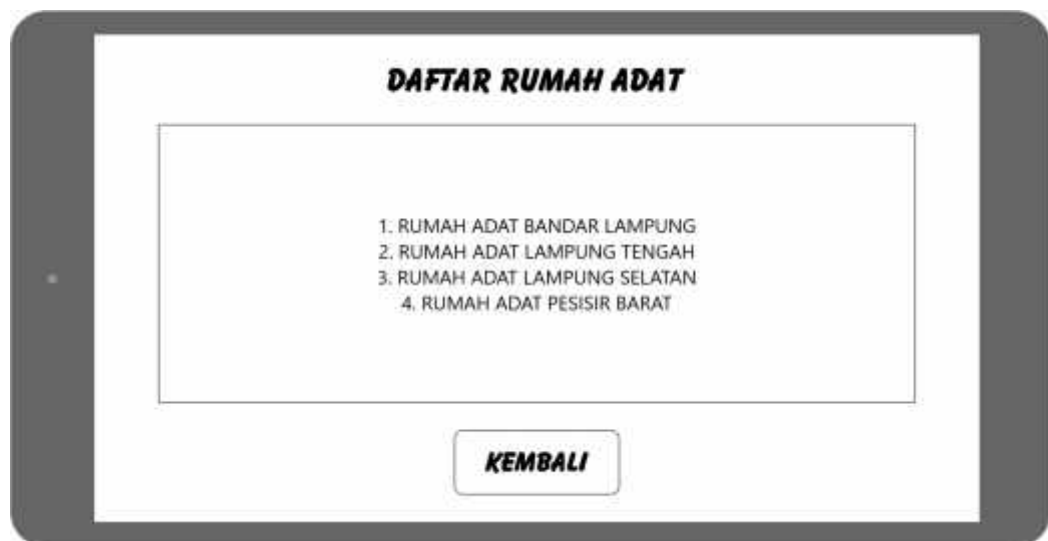 DAFTAR RUMAH ADAT
1. RUMAH ADAT BANDAR LAMPUNG
2. RUMAH ADAT LAMPUNG TENGAH
3. RUMAH ADAT LAMPUNG SELATAN
4. RUMAH ADAT PESISIR BARAT
KEMBALI